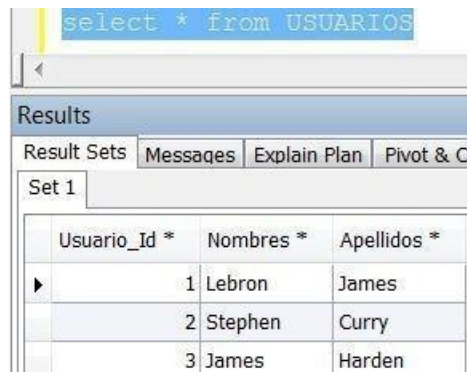 select * from USUARIOS
Results
Result Sets Messages Explain Plan Pivot &
Set 1
Usuario_Id * Nombres * Apellidos *
1 Lebron James
2 Stephen Curry
3 James Harden